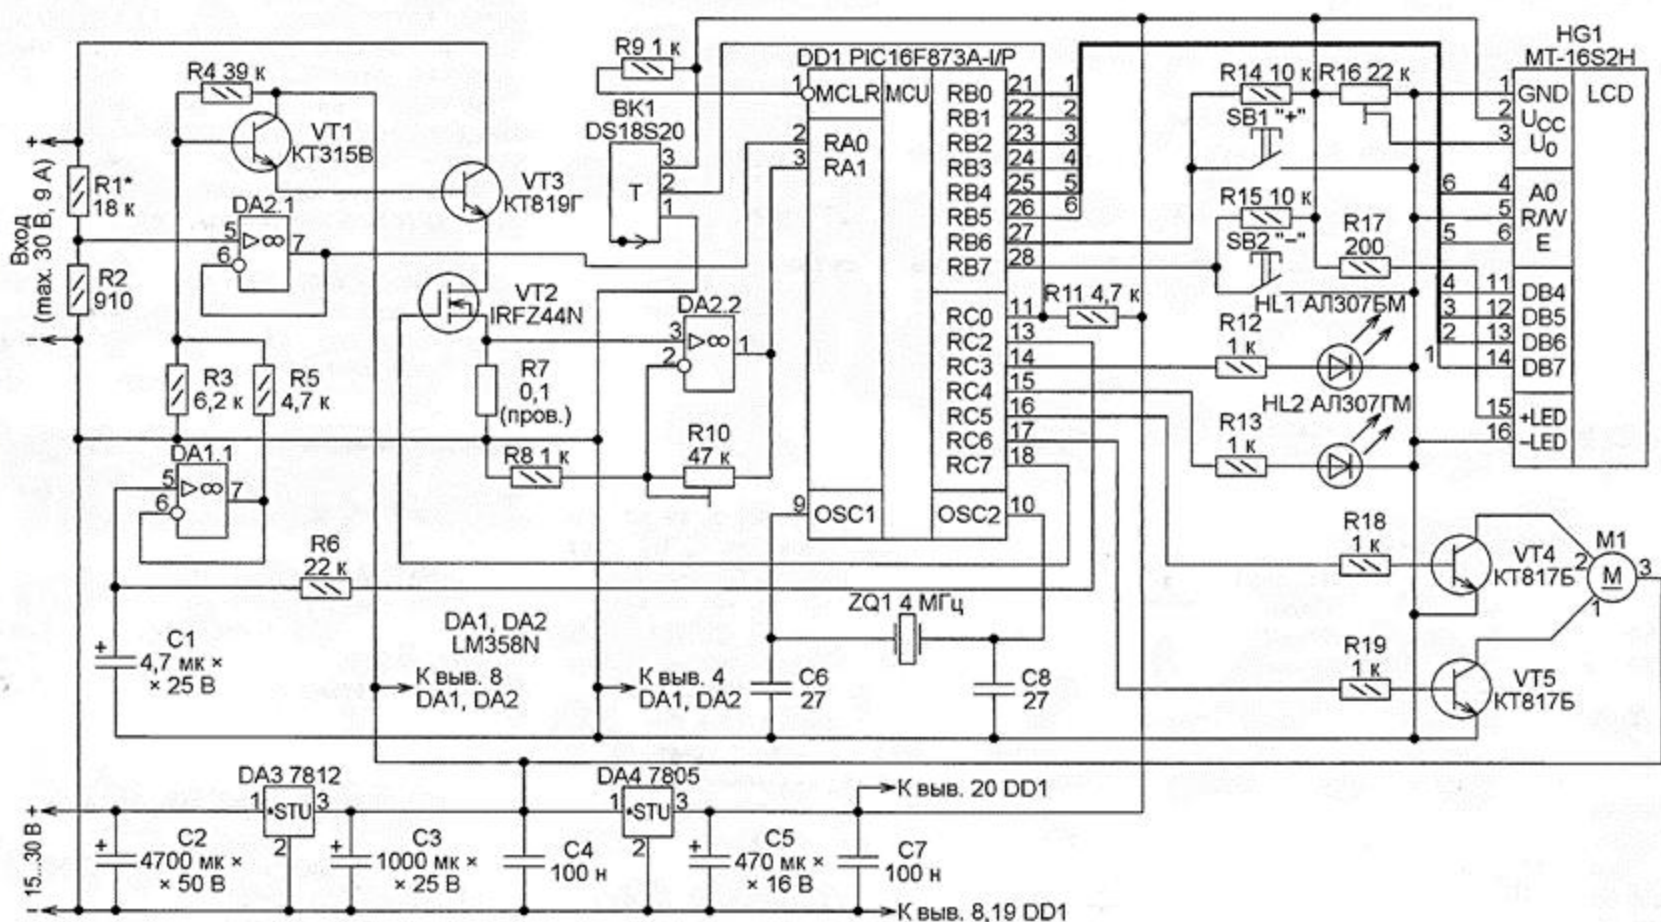 R4 39 к
VT1
КТ315В
+
R1*
18 к
R2
910
–
Вход
(max. 30 В, 9 А)
DA2.1
5
6
7
▷∞
VT3
КТ819Г
VT2
IRFZ44N
R3
6,2 к
R5
4,7 к
R7
0,1
(пров.)
DA1.1
5
6
7
▷∞
R8 1 к
R10
47 к
DA2.2
3
2
1
▷∞
R6
22 к
+
C1
4,7 мк ×
× 25 В
DA1, DA2
LM358N
К выв. 8
DA1, DA2
К выв. 4
DA1, DA2
R9 1 к
BK1
DS18S20
T
3
2
1
DD1 PIC16F873A-I/P
MCU
1
MCLR
2
RA0
3
RA1
9
OSC1
RB0
21
1
RB1
22
2
RB2
23
3
RB3
24
4
RB4
25
5
RB5
26
6
RB6
27
RB7
28
RC0
11
RC2
13
RC3
14
RC4
15
RC5
16
RC6
17
RC7
18
OSC2
10
R11 4,7 к
ZQ1 4 МГц
C6
27
C8
27
R14 10 к
SB1 "+"
R15 10 к
SB2 "–"
R16 22 к
R17
200
HL1 АЛ307БМ
R12
1 к
HL2 АЛ307ГМ
R13
1 к
R18
1 к
VT4
КТ817Б
R19
1 к
VT5
КТ817Б
M1
M
2
3
1
HG1
MT-16S2H
LCD
1
GND
2
UCC
3
U0
6
4
A0
5
R/W
5
6
E
4
11
DB4
3
12
DB5
2
13
DB6
1
14
DB7
15
+LED
16
–LED
15...30 В
+
–
DA3 7812
1
*STU
3
2
+
C2
4700 мк ×
× 50 В
+
C3
1000 мк ×
× 25 В
C4
100 н
DA4 7805
1
*STU
3
2
+
C5
470 мк ×
× 16 В
C7
100 н
К выв. 20 DD1
К выв. 8,19 DD1